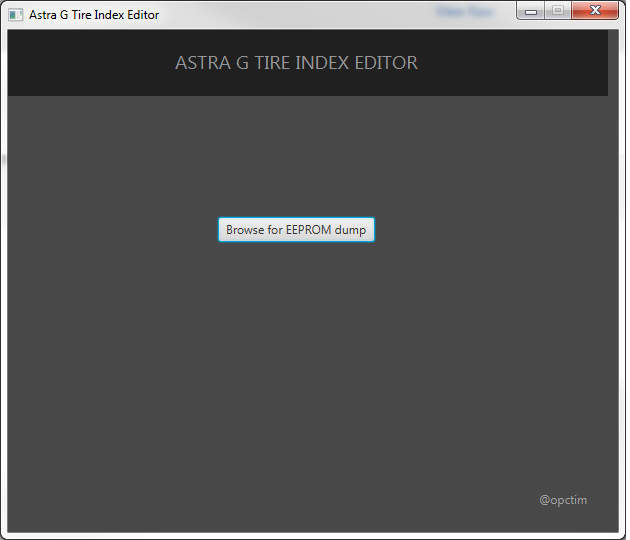 Astra G Tire Index Editor
ASTRA G TIRE INDEX EDITOR
Browse for EEPROM dump
@opctim